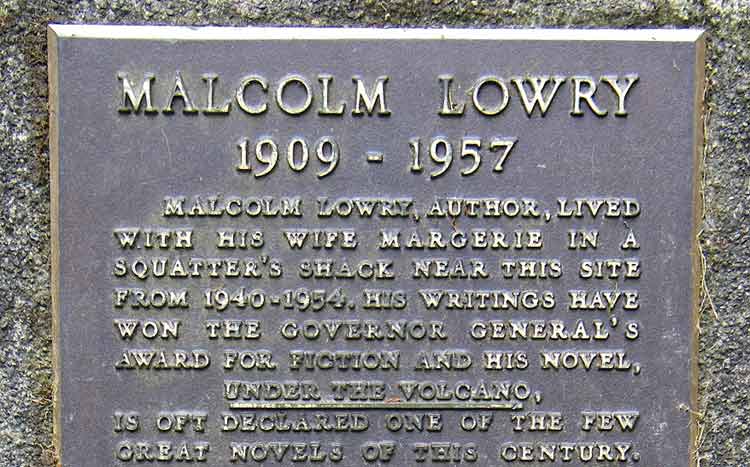 MALCOLM LOWRY
1909 - 1957
MALCOLM LOWRY, AUTHOR, LIVED
WITH HIS WIFE MARGERIE IN A
SQUATTER'S SHACK NEAR THIS SITE
FROM 1940-1954. HIS WRITINGS HAVE
WON THE GOVERNOR GENERAL'S
AWARD FOR FICTION AND HIS NOVEL,
UNDER THE VOLCANO,
IS OFT DECLARED ONE OF THE FEW
GREAT NOVELS OF THIS CENTURY.